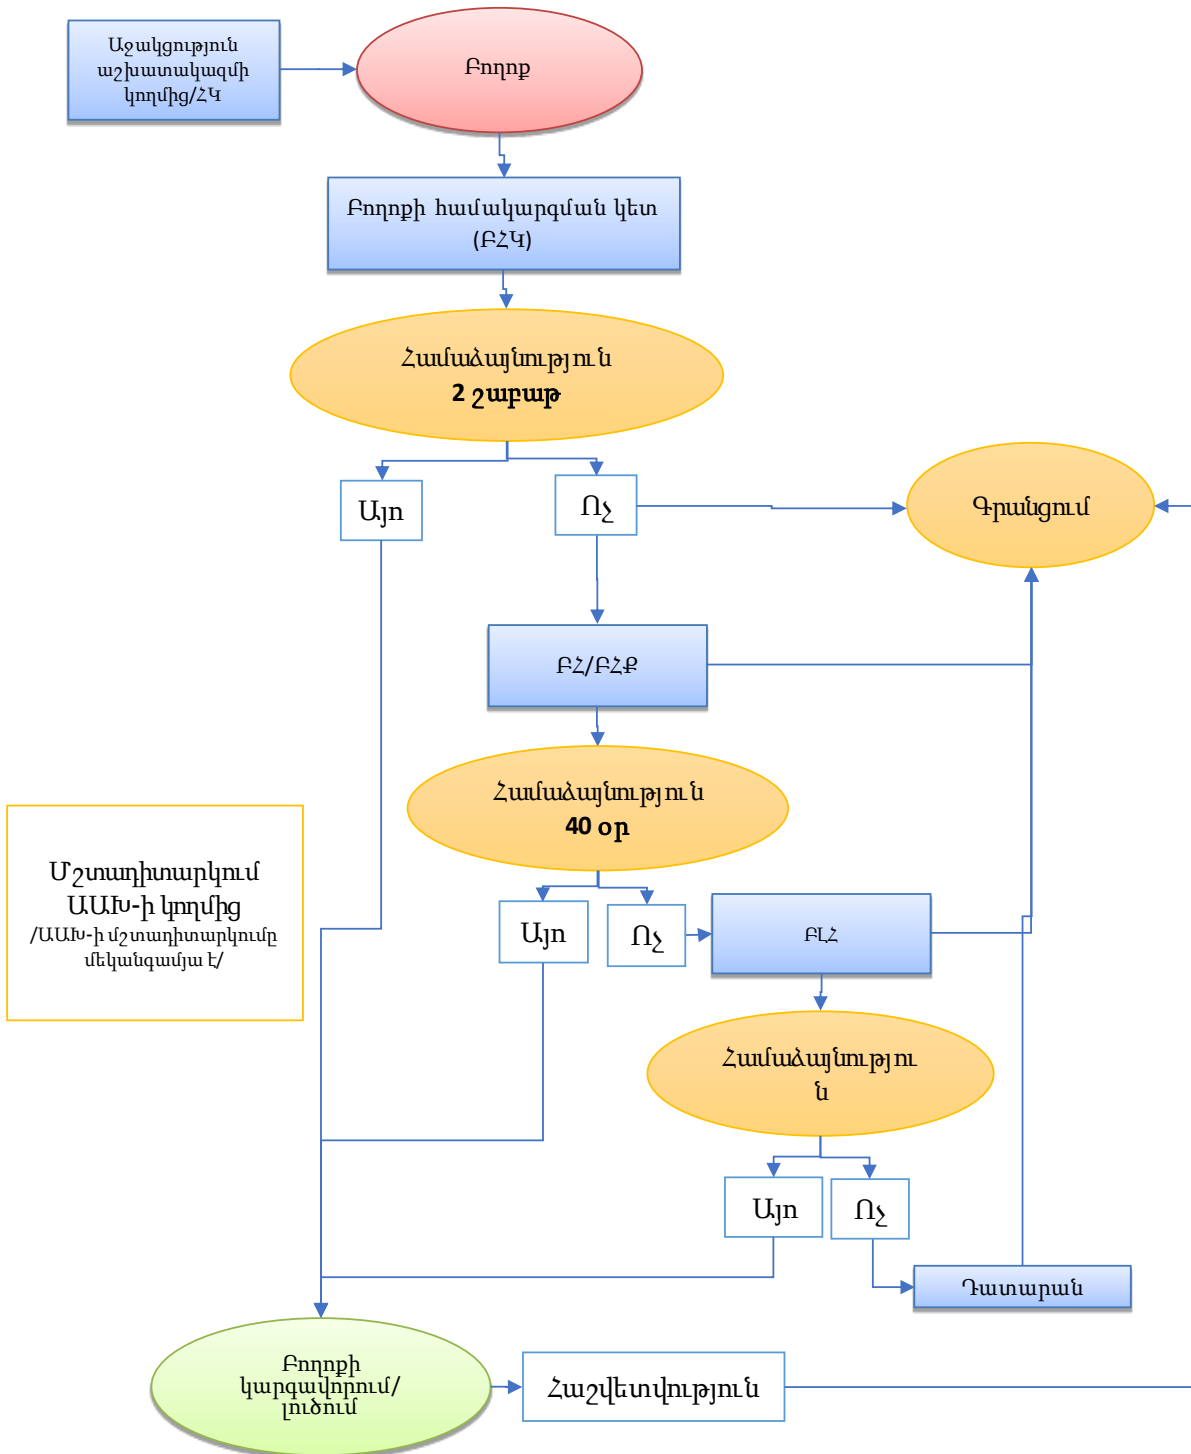 Աջակցություն
աշխատակազմի
կողմից/ՀԿ
Բողոք
Բողոքի համակարգման կետ
(ԲՀԿ)
Համաձայնություն
2 շաբաթ
Այո
Ոչ
Գրանցում
ԲՀ/ԲՀՔ
Համաձայնություն
40 օր
Մշտադիտարկում
ԱԱԽ-ի կողմից
/ԱԱԽ-ի մշտադիտարկումը
մեկանգամյա է/
Այո
Ոչ
ԲԼՀ
Համաձայնությու
ն
Այո
Ոչ
Դատարան
Բողոքի
կարգավորում/
լուծում
Հաշվետվություն